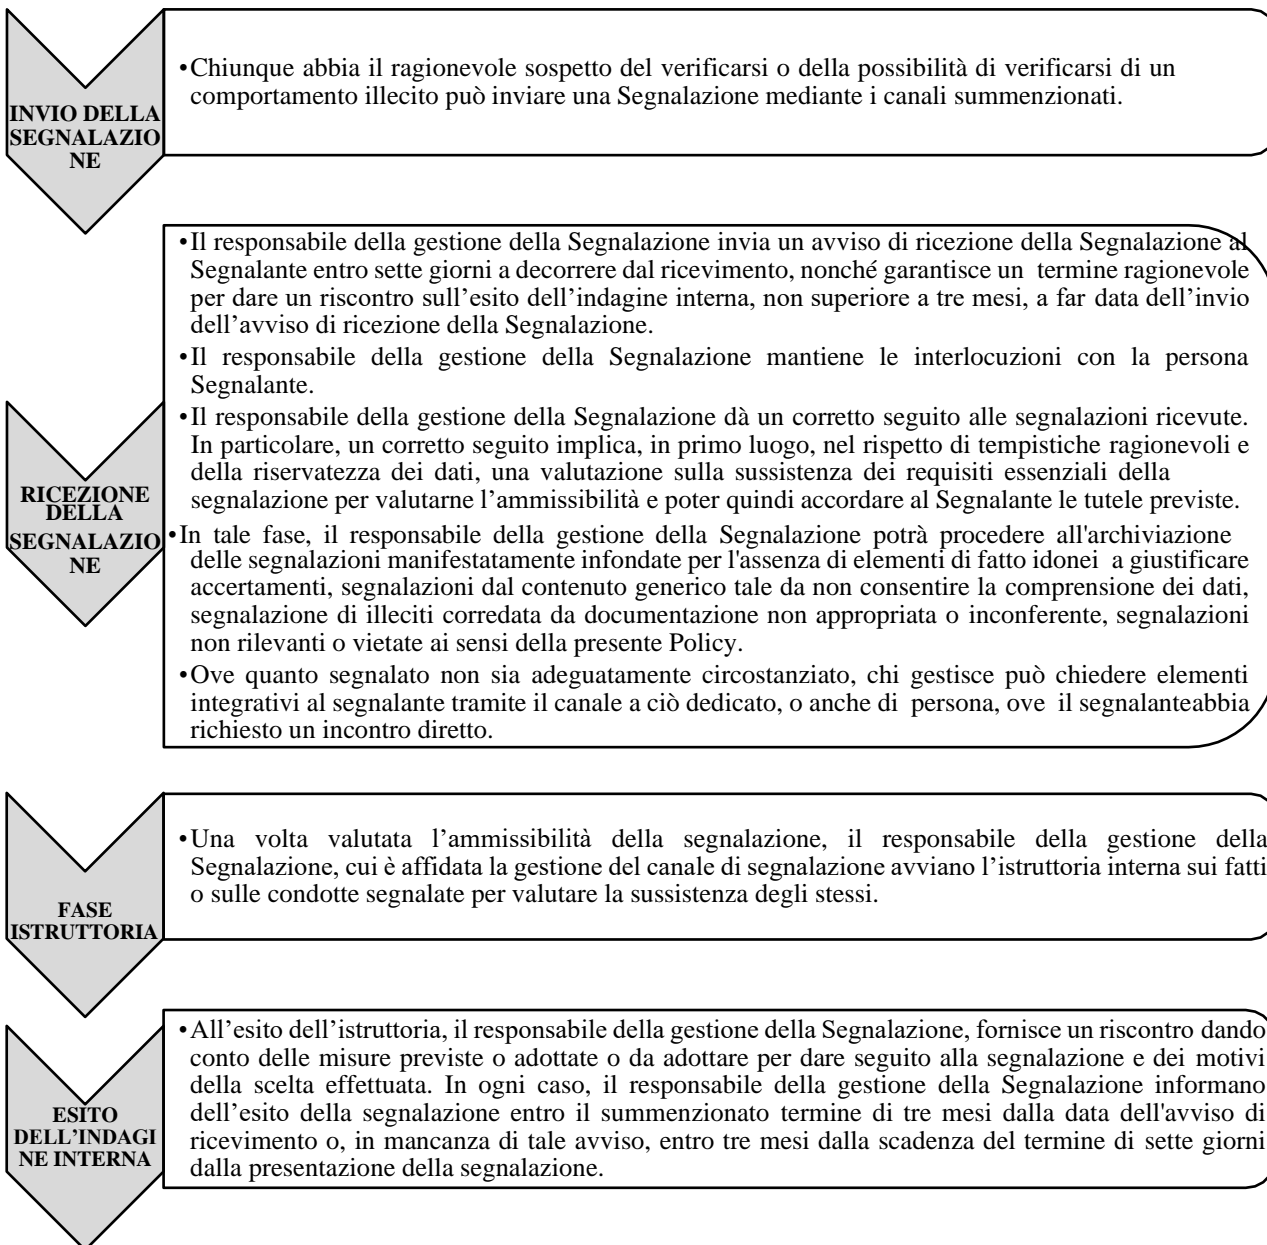 INVIO DELLA
SEGNALAZIO
NE
•Chiunque abbia il ragionevole sospetto del verificarsi o della possibilità di verificarsi di un
comportamento illecito può inviare una Segnalazione mediante i canali summenzionati.
RICEZIONE
DELLA
SEGNALAZIO
NE
•Il responsabile della gestione della Segnalazione invia un avviso di ricezione della Segnalazione al
Segnalante entro sette giorni a decorrere dal ricevimento, nonché garantisce un termine ragionevole
per dare un riscontro sull’esito dell’indagine interna, non superiore a tre mesi, a far data dell’invio
dell’avviso di ricezione della Segnalazione.
•Il responsabile della gestione della Segnalazione mantiene le interlocuzioni con la persona
Segnalante.
•Il responsabile della gestione della Segnalazione dà un corretto seguito alle segnalazioni ricevute.
In particolare, un corretto seguito implica, in primo luogo, nel rispetto di tempistiche ragionevoli e
della riservatezza dei dati, una valutazione sulla sussistenza dei requisiti essenziali della
segnalazione per valutarne l’ammissibilità e poter quindi accordare al Segnalante le tutele previste.
•In tale fase, il responsabile della gestione della Segnalazione potrà procedere all'archiviazione
delle segnalazioni manifestatamente infondate per l'assenza di elementi di fatto idonei a giustificare
accertamenti, segnalazioni dal contenuto generico tale da non consentire la comprensione dei dati,
segnalazione di illeciti corredata da documentazione non appropriata o inconferente, segnalazioni
non rilevanti o vietate ai sensi della presente Policy.
•Ove quanto segnalato non sia adeguatamente circostanziato, chi gestisce può chiedere elementi
integrativi al segnalante tramite il canale a ciò dedicato, o anche di persona, ove il segnalanteabbia
richiesto un incontro diretto.
FASE
ISTRUTTORIA
•Una volta valutata l’ammissibilità della segnalazione, il responsabile della gestione della
Segnalazione, cui è affidata la gestione del canale di segnalazione avviano l’istruttoria interna sui fatti
o sulle condotte segnalate per valutare la sussistenza degli stessi.
ESITO
DELL’INDAGI
NE INTERNA
•All’esito dell’istruttoria, il responsabile della gestione della Segnalazione, fornisce un riscontro dando
conto delle misure previste o adottate o da adottare per dare seguito alla segnalazione e dei motivi
della scelta effettuata. In ogni caso, il responsabile della gestione della Segnalazione informano
dell’esito della segnalazione entro il summenzionato termine di tre mesi dalla data dell'avviso di
ricevimento o, in mancanza di tale avviso, entro tre mesi dalla scadenza del termine di sette giorni
dalla presentazione della segnalazione.